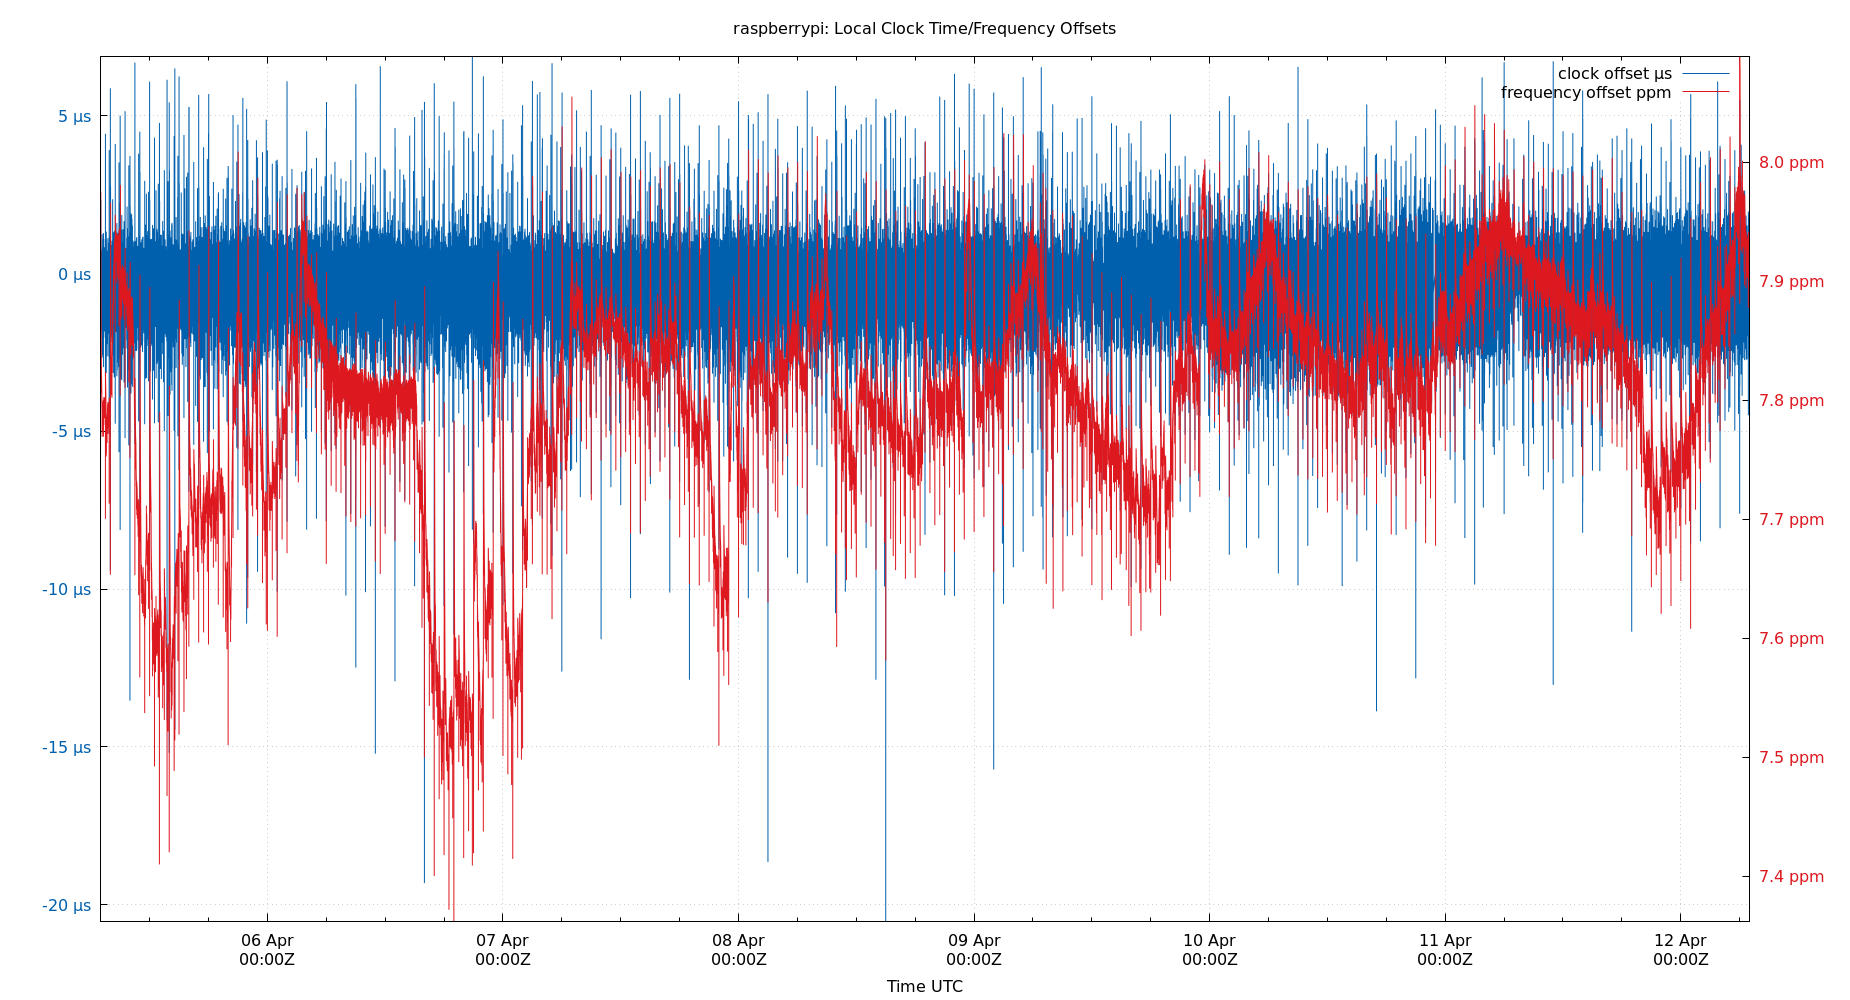 raspberrypi: Local Clock Time/Frequency Offsets
clock offset µs
frequency offset ppm
5 µs
0 µs
-5 µs
-10 µs
-15 µs
-20 µs
8.0 ppm
7.9 ppm
7.8 ppm
7.7 ppm
7.6 ppm
7.5 ppm
7.4 ppm
06 Apr
00:00Z
07 Apr
00:00Z
08 Apr
00:00Z
09 Apr
00:00Z
10 Apr
00:00Z
11 Apr
00:00Z
12 Apr
00:00Z
Time UTC